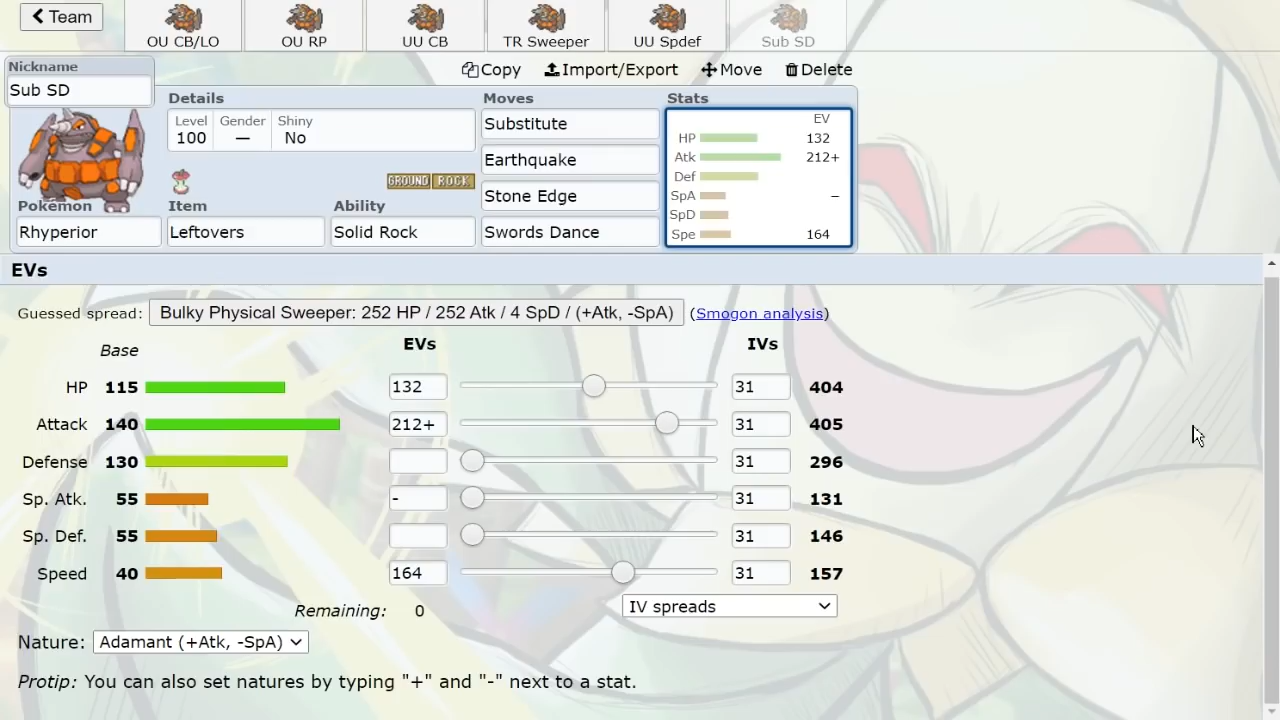 Team
OU CB/LO
OU RP
UU CB
TR Sweeper
UU Spdef
Sub SD
Copy
Import/Export
Move
Delete
Nickname
Sub SD
Details
Level
100
Gender
—
Shiny
No
GROUND ROCK
Pokémon
Rhyperior
Item
Leftovers
Ability
Solid Rock
Moves
Substitute
Earthquake
Stone Edge
Swords Dance
Stats
EV
HP 132
Atk 212+
Def
SpA –
SpD
Spe 164
EVs
Guessed spread: Bulky Physical Sweeper: 252 HP / 252 Atk / 4 SpD / (+Atk, -SpA) (Smogon analysis)
Base EVs IVs
HP 115 132 31 404
Attack 140 212+ 31 405
Defense 130 31 296
Sp. Atk. 55 - 31 131
Sp. Def. 55 31 146
Speed 40 164 31 157
Remaining: 0 IV spreads
Nature: Adamant (+Atk, -SpA)
Protip: You can also set natures by typing "+" and "-" next to a stat.